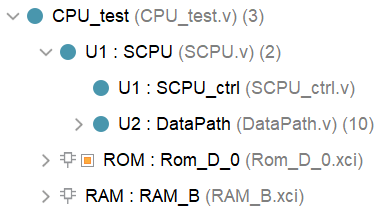 CPU_test (CPU_test.v) (3)
U1 : SCPU (SCPU.v) (2)
U1 : SCPU_ctrl (SCPU_ctrl.v)
U2 : DataPath (DataPath.v) (10)
ROM : Rom_D_0 (Rom_D_0.xci)
RAM : RAM_B (RAM_B.xci)